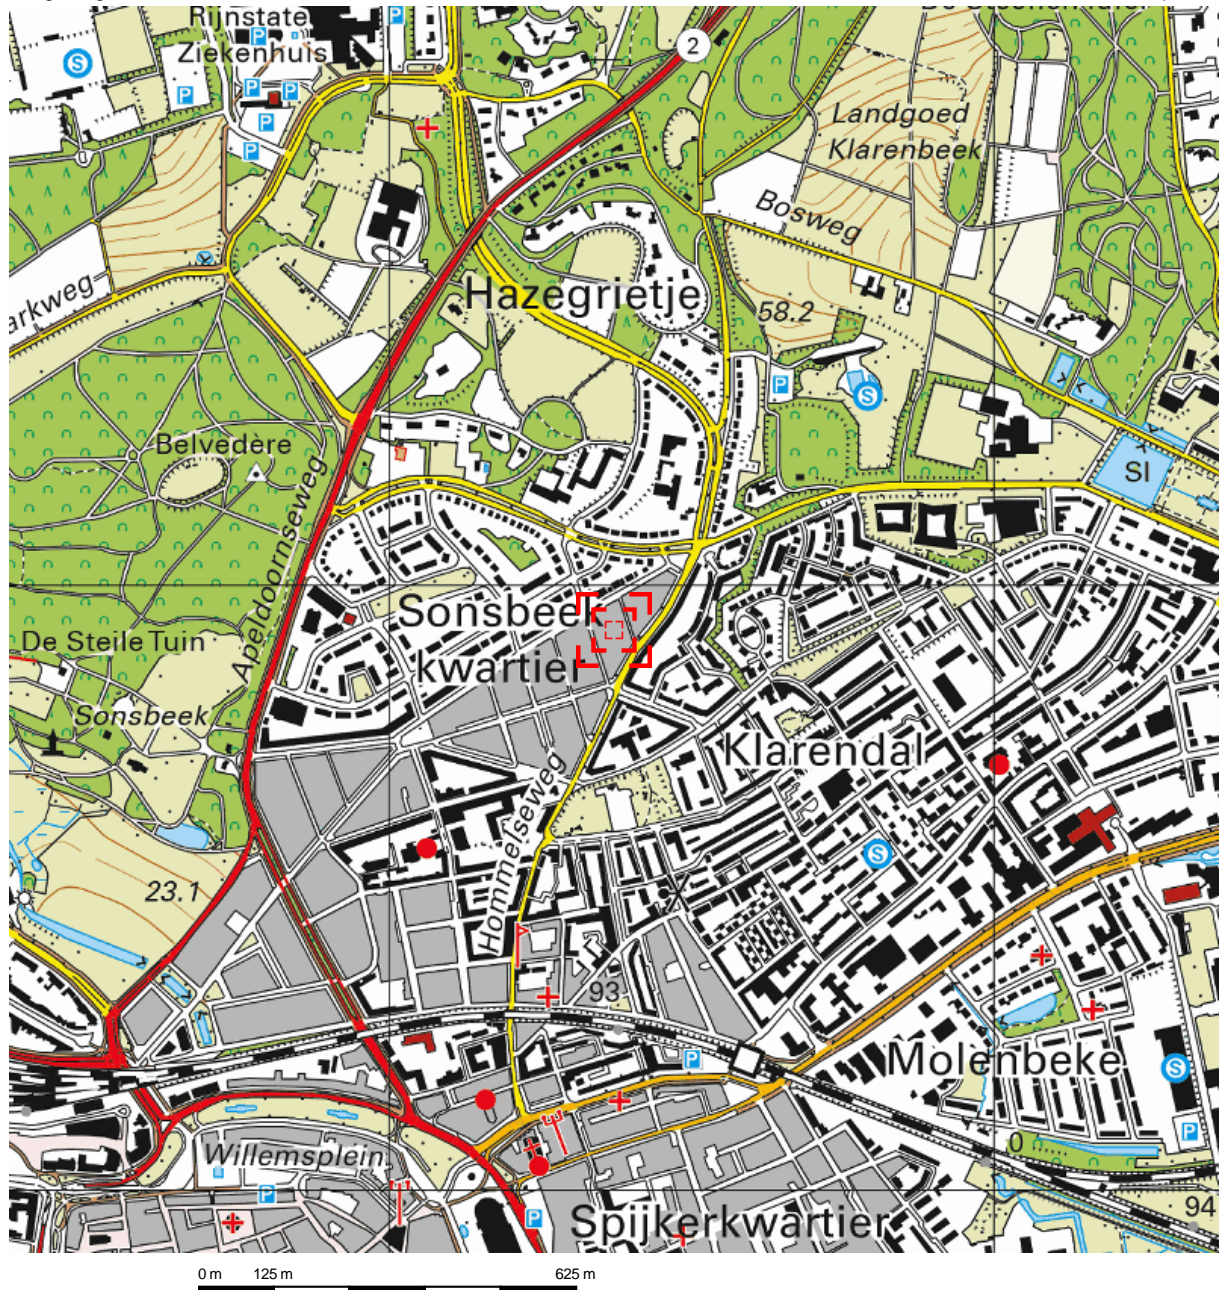 Rijnstate
Ziekenhuis
P
P
S
P
P
P
P
P
2
Landgoed
Klarenbeek
Bosweg
arkweg
Hazegrietje
58.2
P
S
Belvedère
Apeldoornseweg
SI
Sonsbeek
kwartier
De Steile Tuin
Sonsbeek
Klarendal
Hommelseweg
23.1
S
93
P
Molenbeke
S
P
0
Willemsplein
P
P
Spijkerkwartier
94
0 m
125 m
625 m